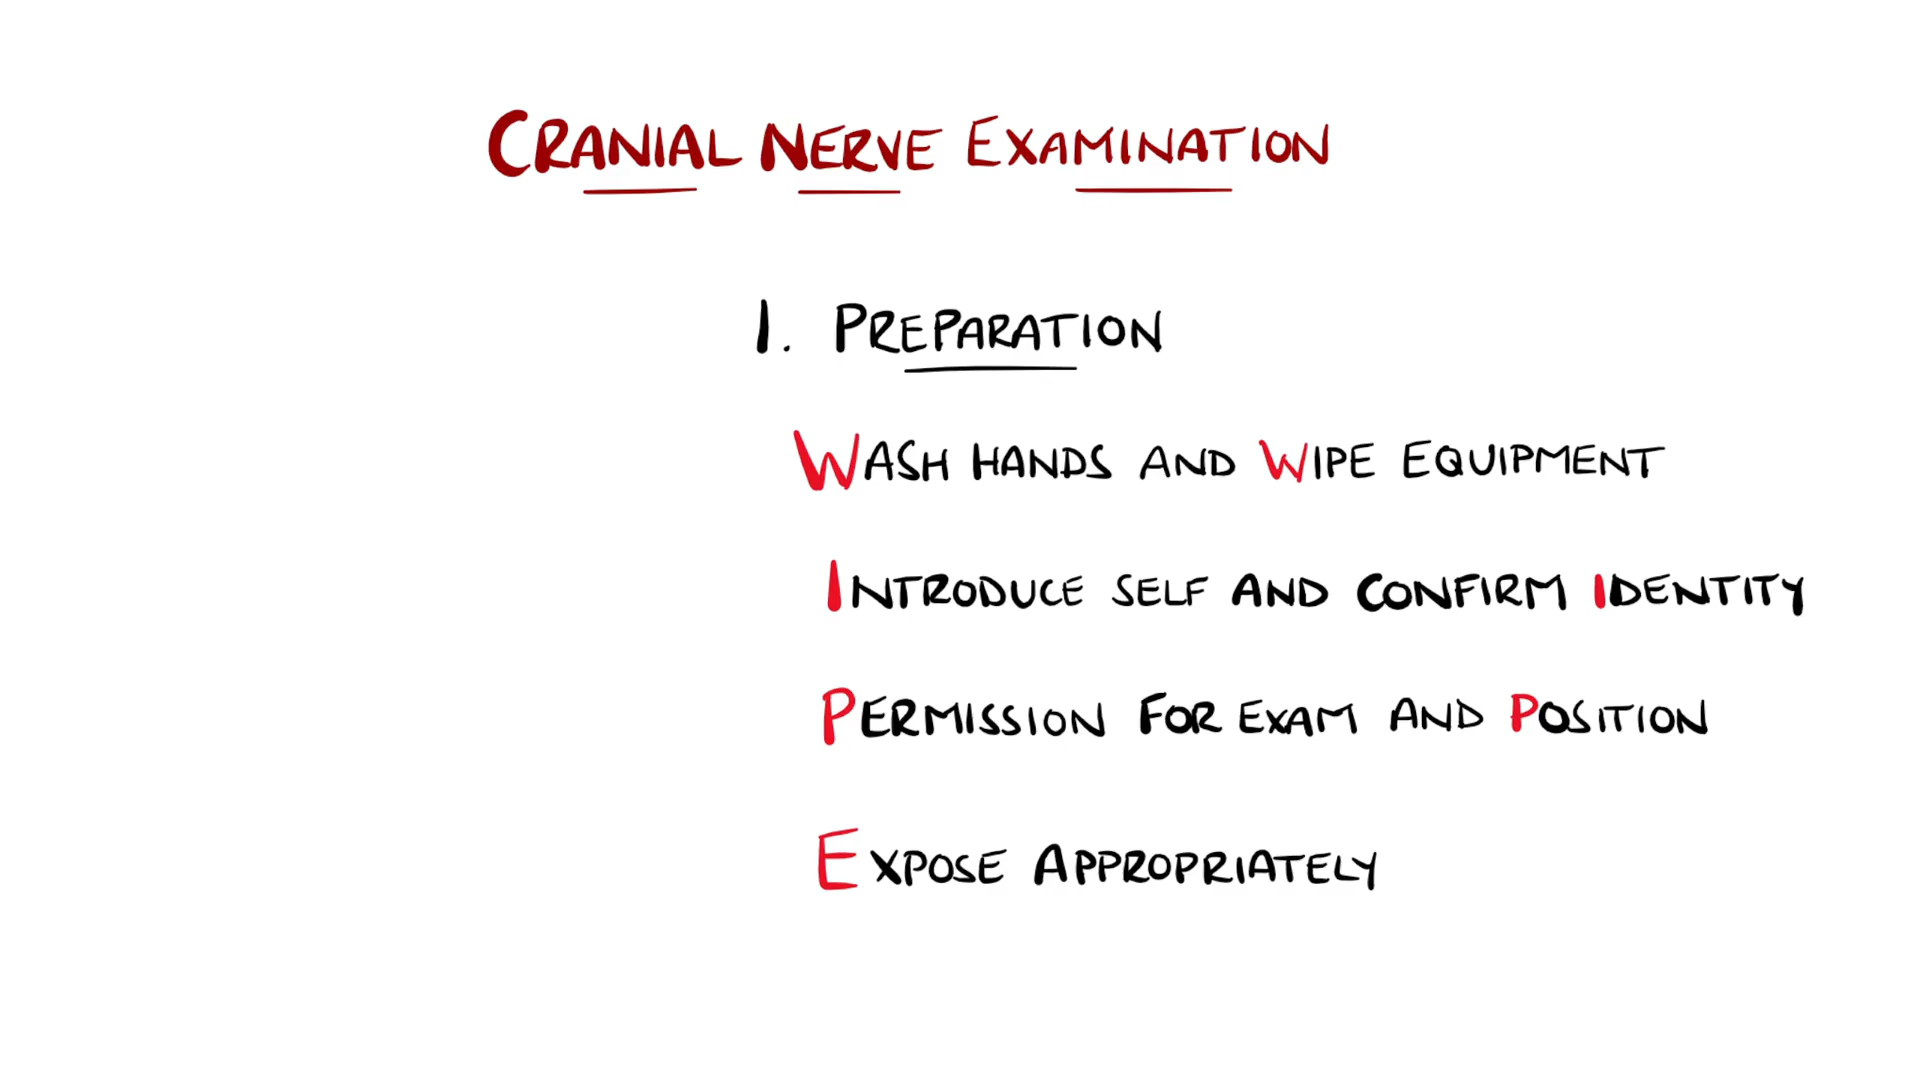 CRANIAL NERVE EXAMINATION
1. PREPARATION
WASH HANDS AND WIPE EQUIPMENT
INTRODUCE SELF AND CONFIRM IDENTITY
PERMISSION FOR EXAM AND POSITION
EXPOSE APPROPRIATELY